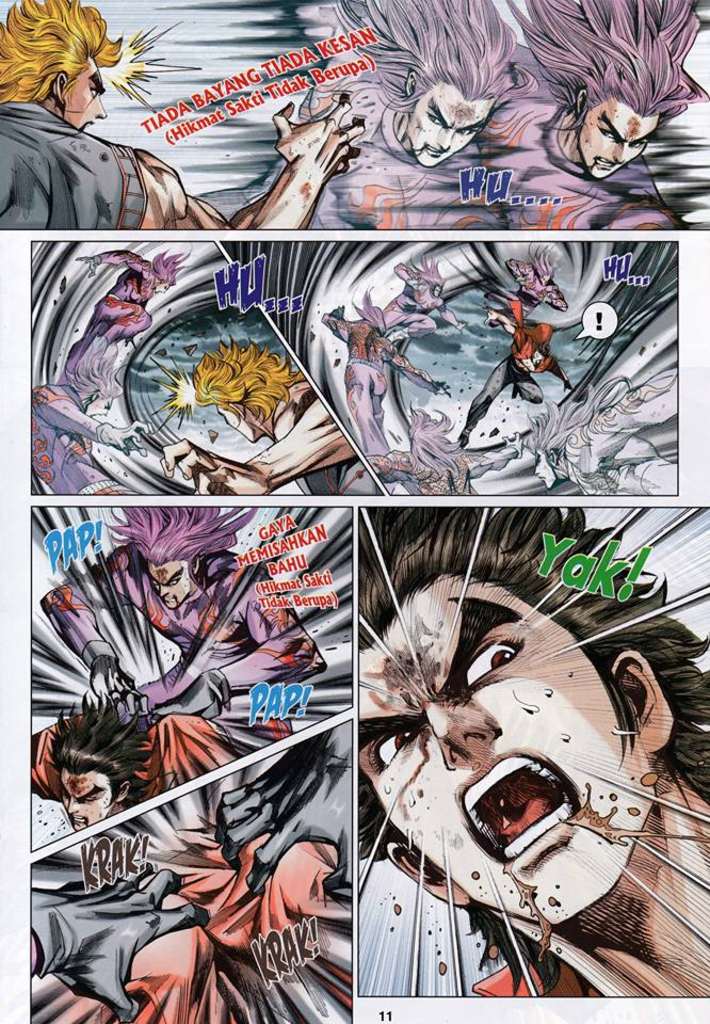 TIADA BAYANG TIADA KESAN
(Hikmat Sakti Tidak Berupa)
HU....
HU...
HU...
!
PAP!
GAYA
MEMISAHKAN
BAHU
(Hikmat Sakti
Tidak Berupa)
PAP!
Yak!
KRAK!
KRAK!
11